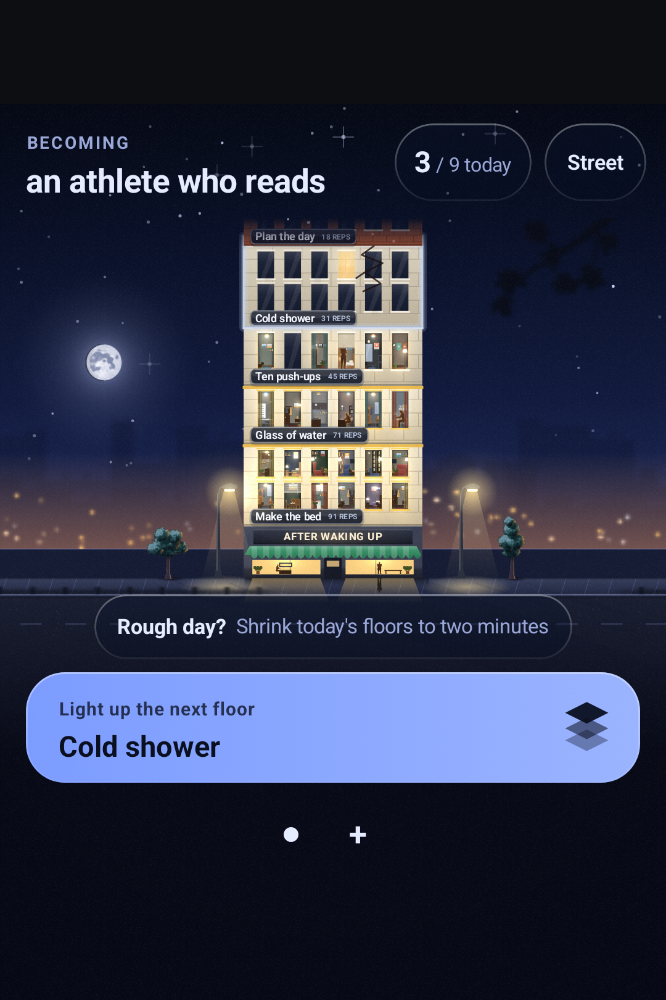 BECOMING
an athlete who reads
3 / 9 today
Street
Plan the day 18 REPS
Cold shower 31 REPS
Ten push-ups 45 REPS
Glass of water 71 REPS
Make the bed 91 REPS
AFTER WAKING UP
Rough day? Shrink today's floors to two minutes
Light up the next floor
Cold shower